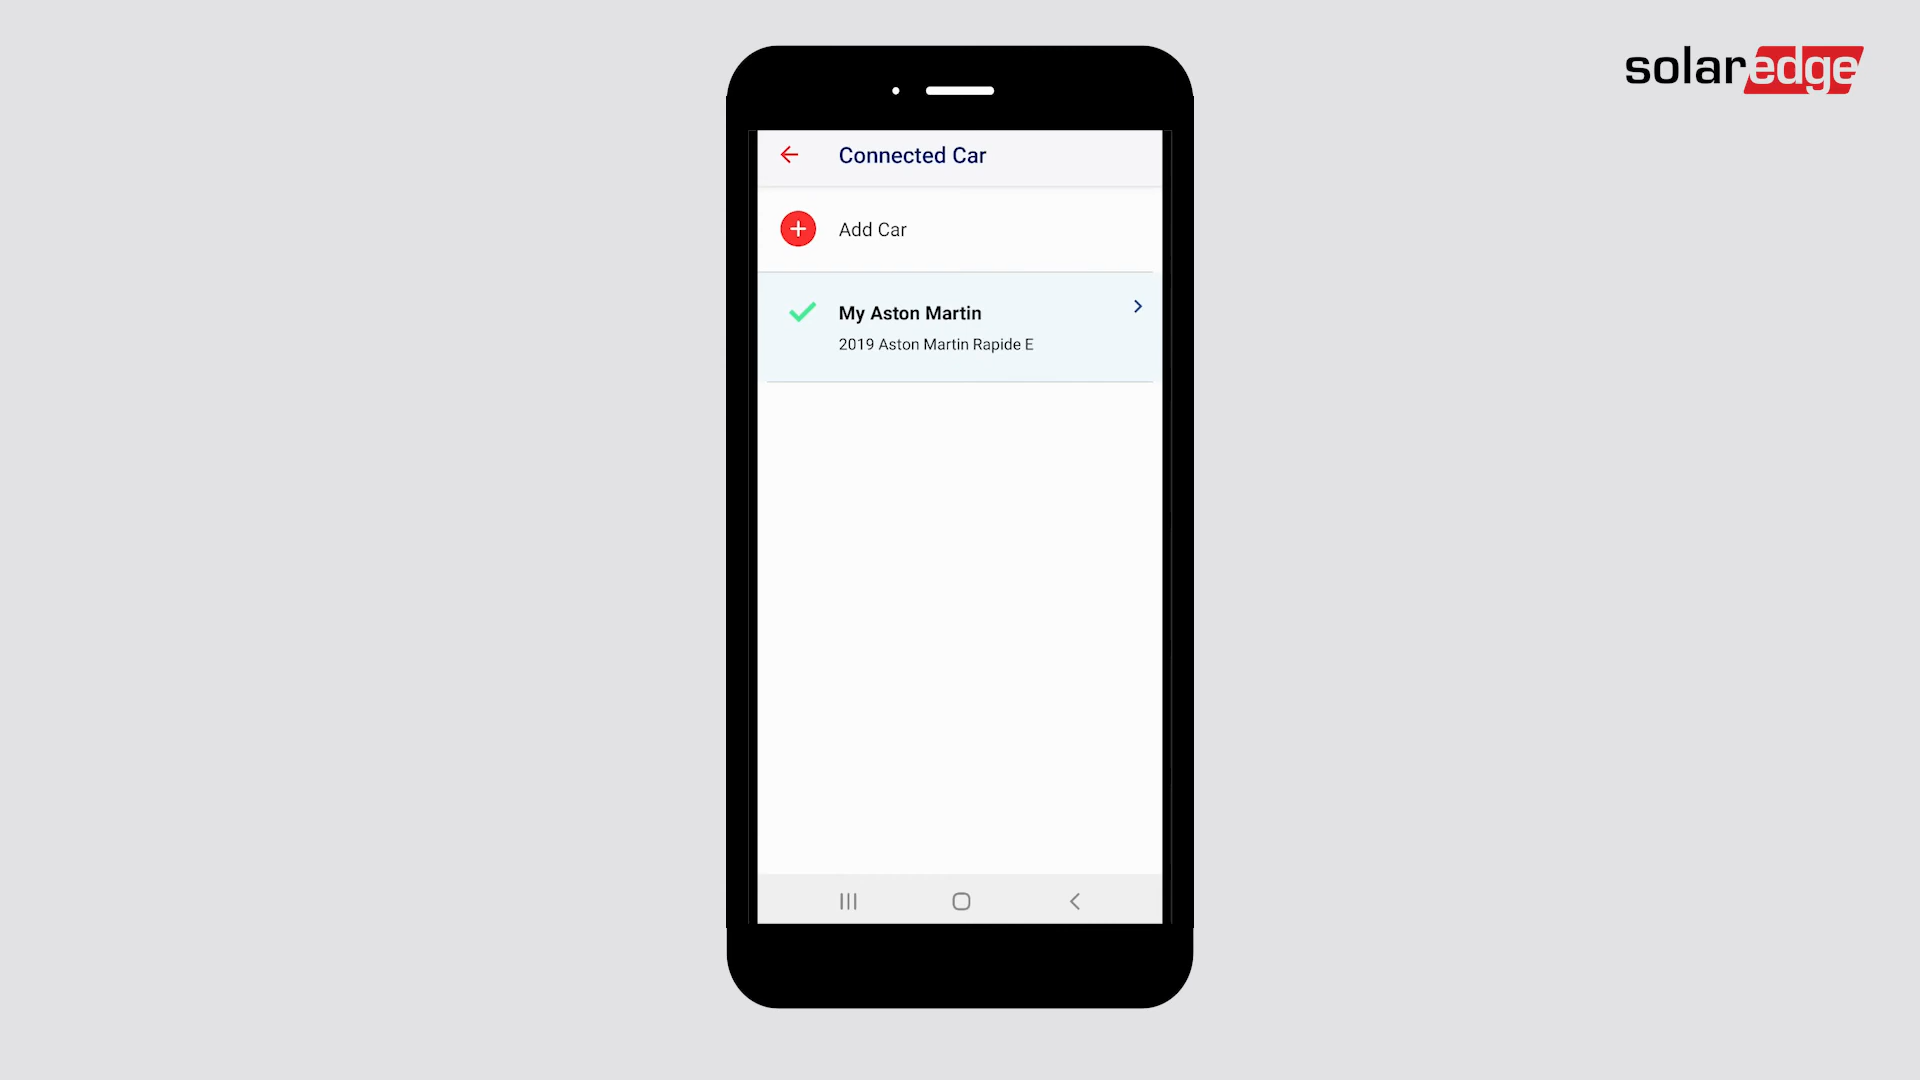 solaredge
Connected Car
Add Car
My Aston Martin
2019 Aston Martin Rapide E